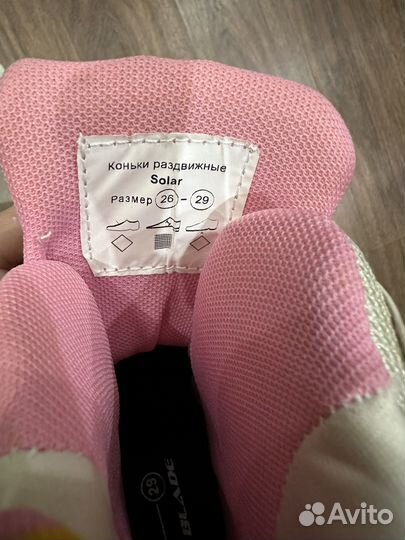 Коньки раздвижные
Solar
Размер 26 - 29
29
BLADE
Avito